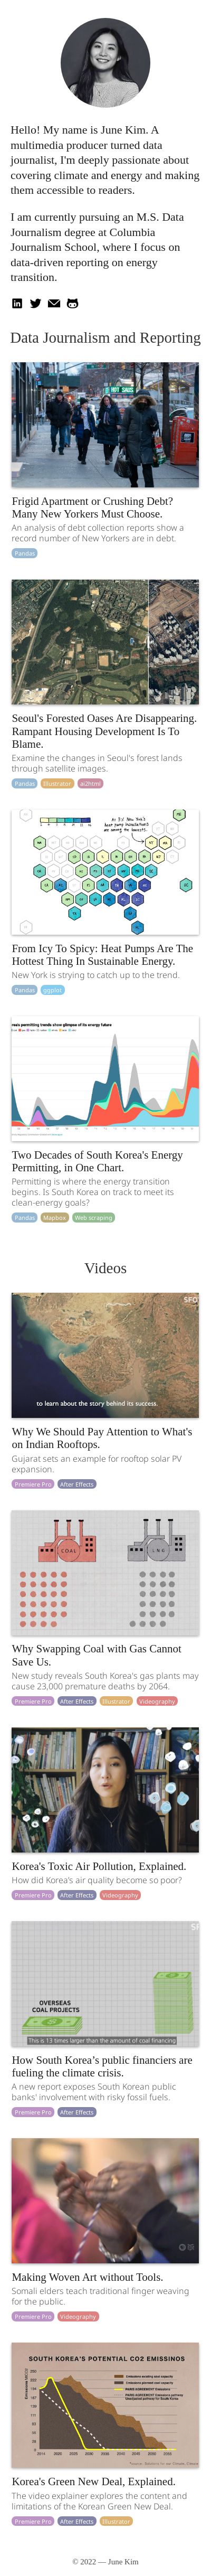 Hello! My name is June Kim. A
multimedia producer turned data
journalist, I'm deeply passionate about
covering climate and energy and making
them accessible to readers.
I am currently pursuing an M.S. Data
Journalism degree at Columbia
Journalism School, where I focus on
data-driven reporting on energy
transition.
Data Journalism and Reporting
Frigid Apartment or Crushing Debt?
Many New Yorkers Must Choose.
An analysis of debt collection reports show a
record number of New Yorkers are in debt.
Pandas
Seoul's Forested Oases Are Disappearing.
Rampant Housing Development Is To
Blame.
Examine the changes in Seoul's forest lands
through satellite images.
Pandas Illustrator ai2html
From Icy To Spicy: Heat Pumps Are The
Hottest Thing In Sustainable Energy.
New York is strying to catch up to the trend.
Pandas ggplot
Two Decades of South Korea's Energy
Permitting, in One Chart.
Permitting is where the energy transition
begins. Is South Korea on track to meet its
clean-energy goals?
Pandas Mapbox Web scraping
Videos
to learn about the story behind its success.
Why We Should Pay Attention to What's
on Indian Rooftops.
Gujarat sets an example for rooftop solar PV
expansion.
Premiere Pro After Effects
COAL LNG
Why Swapping Coal with Gas Cannot
Save Us.
New study reveals South Korea's gas plants may
cause 23,000 premature deaths by 2064.
Premiere Pro After Effects Illustrator Videography
Korea's Toxic Air Pollution, Explained.
How did Korea's air quality become so poor?
Premiere Pro After Effects Videography
OVERSEAS
COAL PROJECTS
This is 13 times larger than the amount of coal financing
How South Korea’s public financiers are
fueling the climate crisis.
A new report exposes South Korean public
banks' involvement with risky fossil fuels.
Premiere Pro After Effects
Making Woven Art without Tools.
Somali elders teach traditional finger weaving
for the public.
Premiere Pro Videography
SOUTH KOREA'S POTENTIAL CO2 EMISSINOS
Korea's Green New Deal, Explained.
The video explainer explores the content and
limitations of the Korean Green New Deal.
Premiere Pro After Effects Illustrator
© 2022 — June Kim